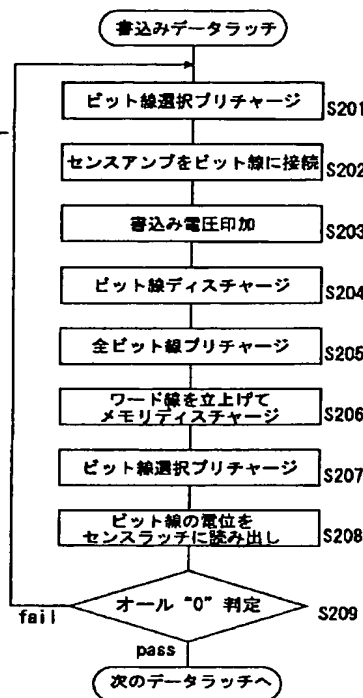 書込みデータラッチ
ビット線選択プリチャージ
S201
センスアンプをビット線に接続
S202
書込み電圧印加
S203
ビット線ディスチャージ
S204
全ビット線プリチャージ
S205
ワード線を立上げて
メモリディスチャージ
S206
ビット線選択プリチャージ
S207
ビット線の電位を
センスラッチに読み出し
S208
オール “0” 判定
S209
fail
pass
次のデータラッチへ